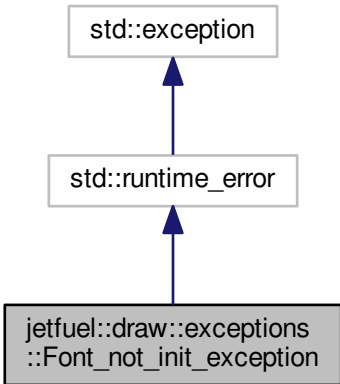 std::exception
std::runtime_error
jetfuel::draw::exceptions
::Font_not_init_exception